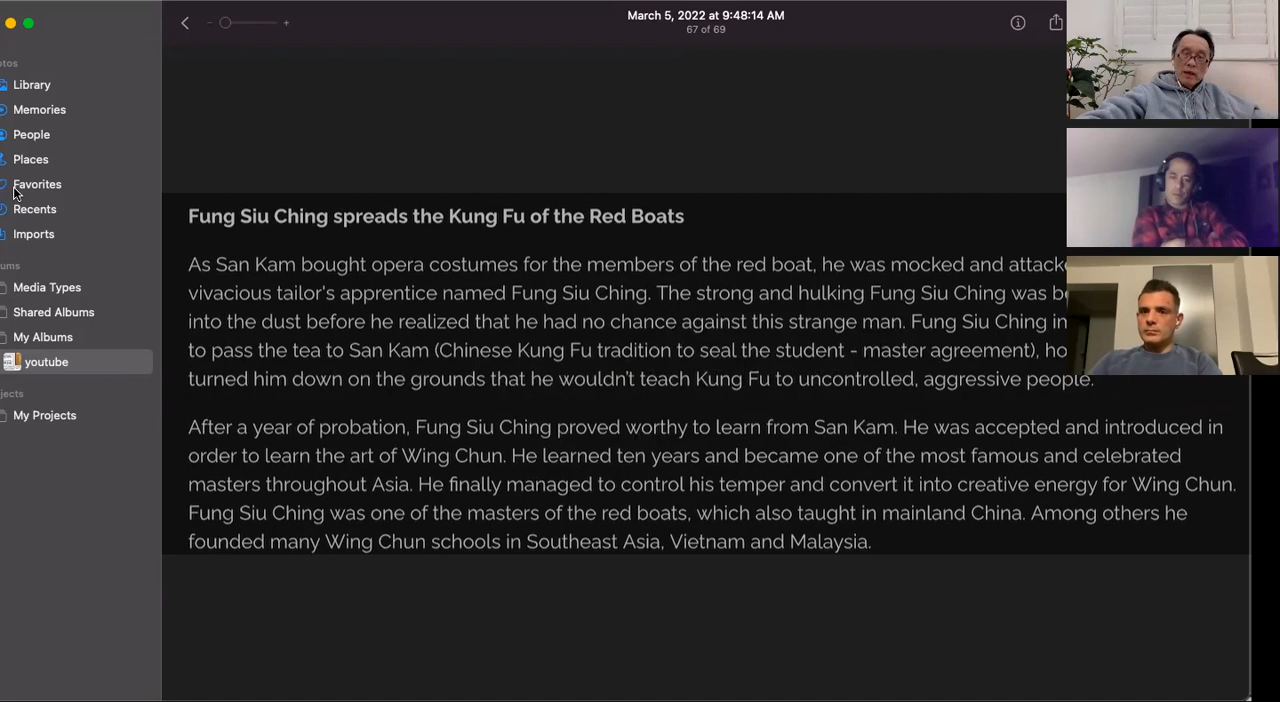 March 5, 2022 at 9:48:14 AM
67 of 69
Library
Memories
People
Places
Favorites
Recents
Imports
Media Types
Shared Albums
My Albums
youtube
My Projects
Fung Siu Ching spreads the Kung Fu of the Red Boats
As San Kam bought opera costumes for the members of the red boat, he was mocked and
vivacious tailor's apprentice named Fung Siu Ching. The strong and hulking Fung Siu Ching was
into the dust before he realized that he had no chance against this strange man. Fung Siu Ching
to pass the tea to San Kam (Chinese Kung Fu tradition to seal the student - master agreement),
turned him down on the grounds that he wouldn't teach Kung Fu to uncontrolled, aggressive people.
After a year of probation, Fung Siu Ching proved worthy to learn from San Kam. He was accepted and introduced in
order to learn the art of Wing Chun. He learned ten years and became one of the most famous and celebrated
masters throughout Asia. He finally managed to control his temper and convert it into creative energy for Wing Chun.
Fung Siu Ching was one of the masters of the red boats, which also taught in mainland China. Among others he
founded many Wing Chun schools in Southeast Asia, Vietnam and Malaysia.